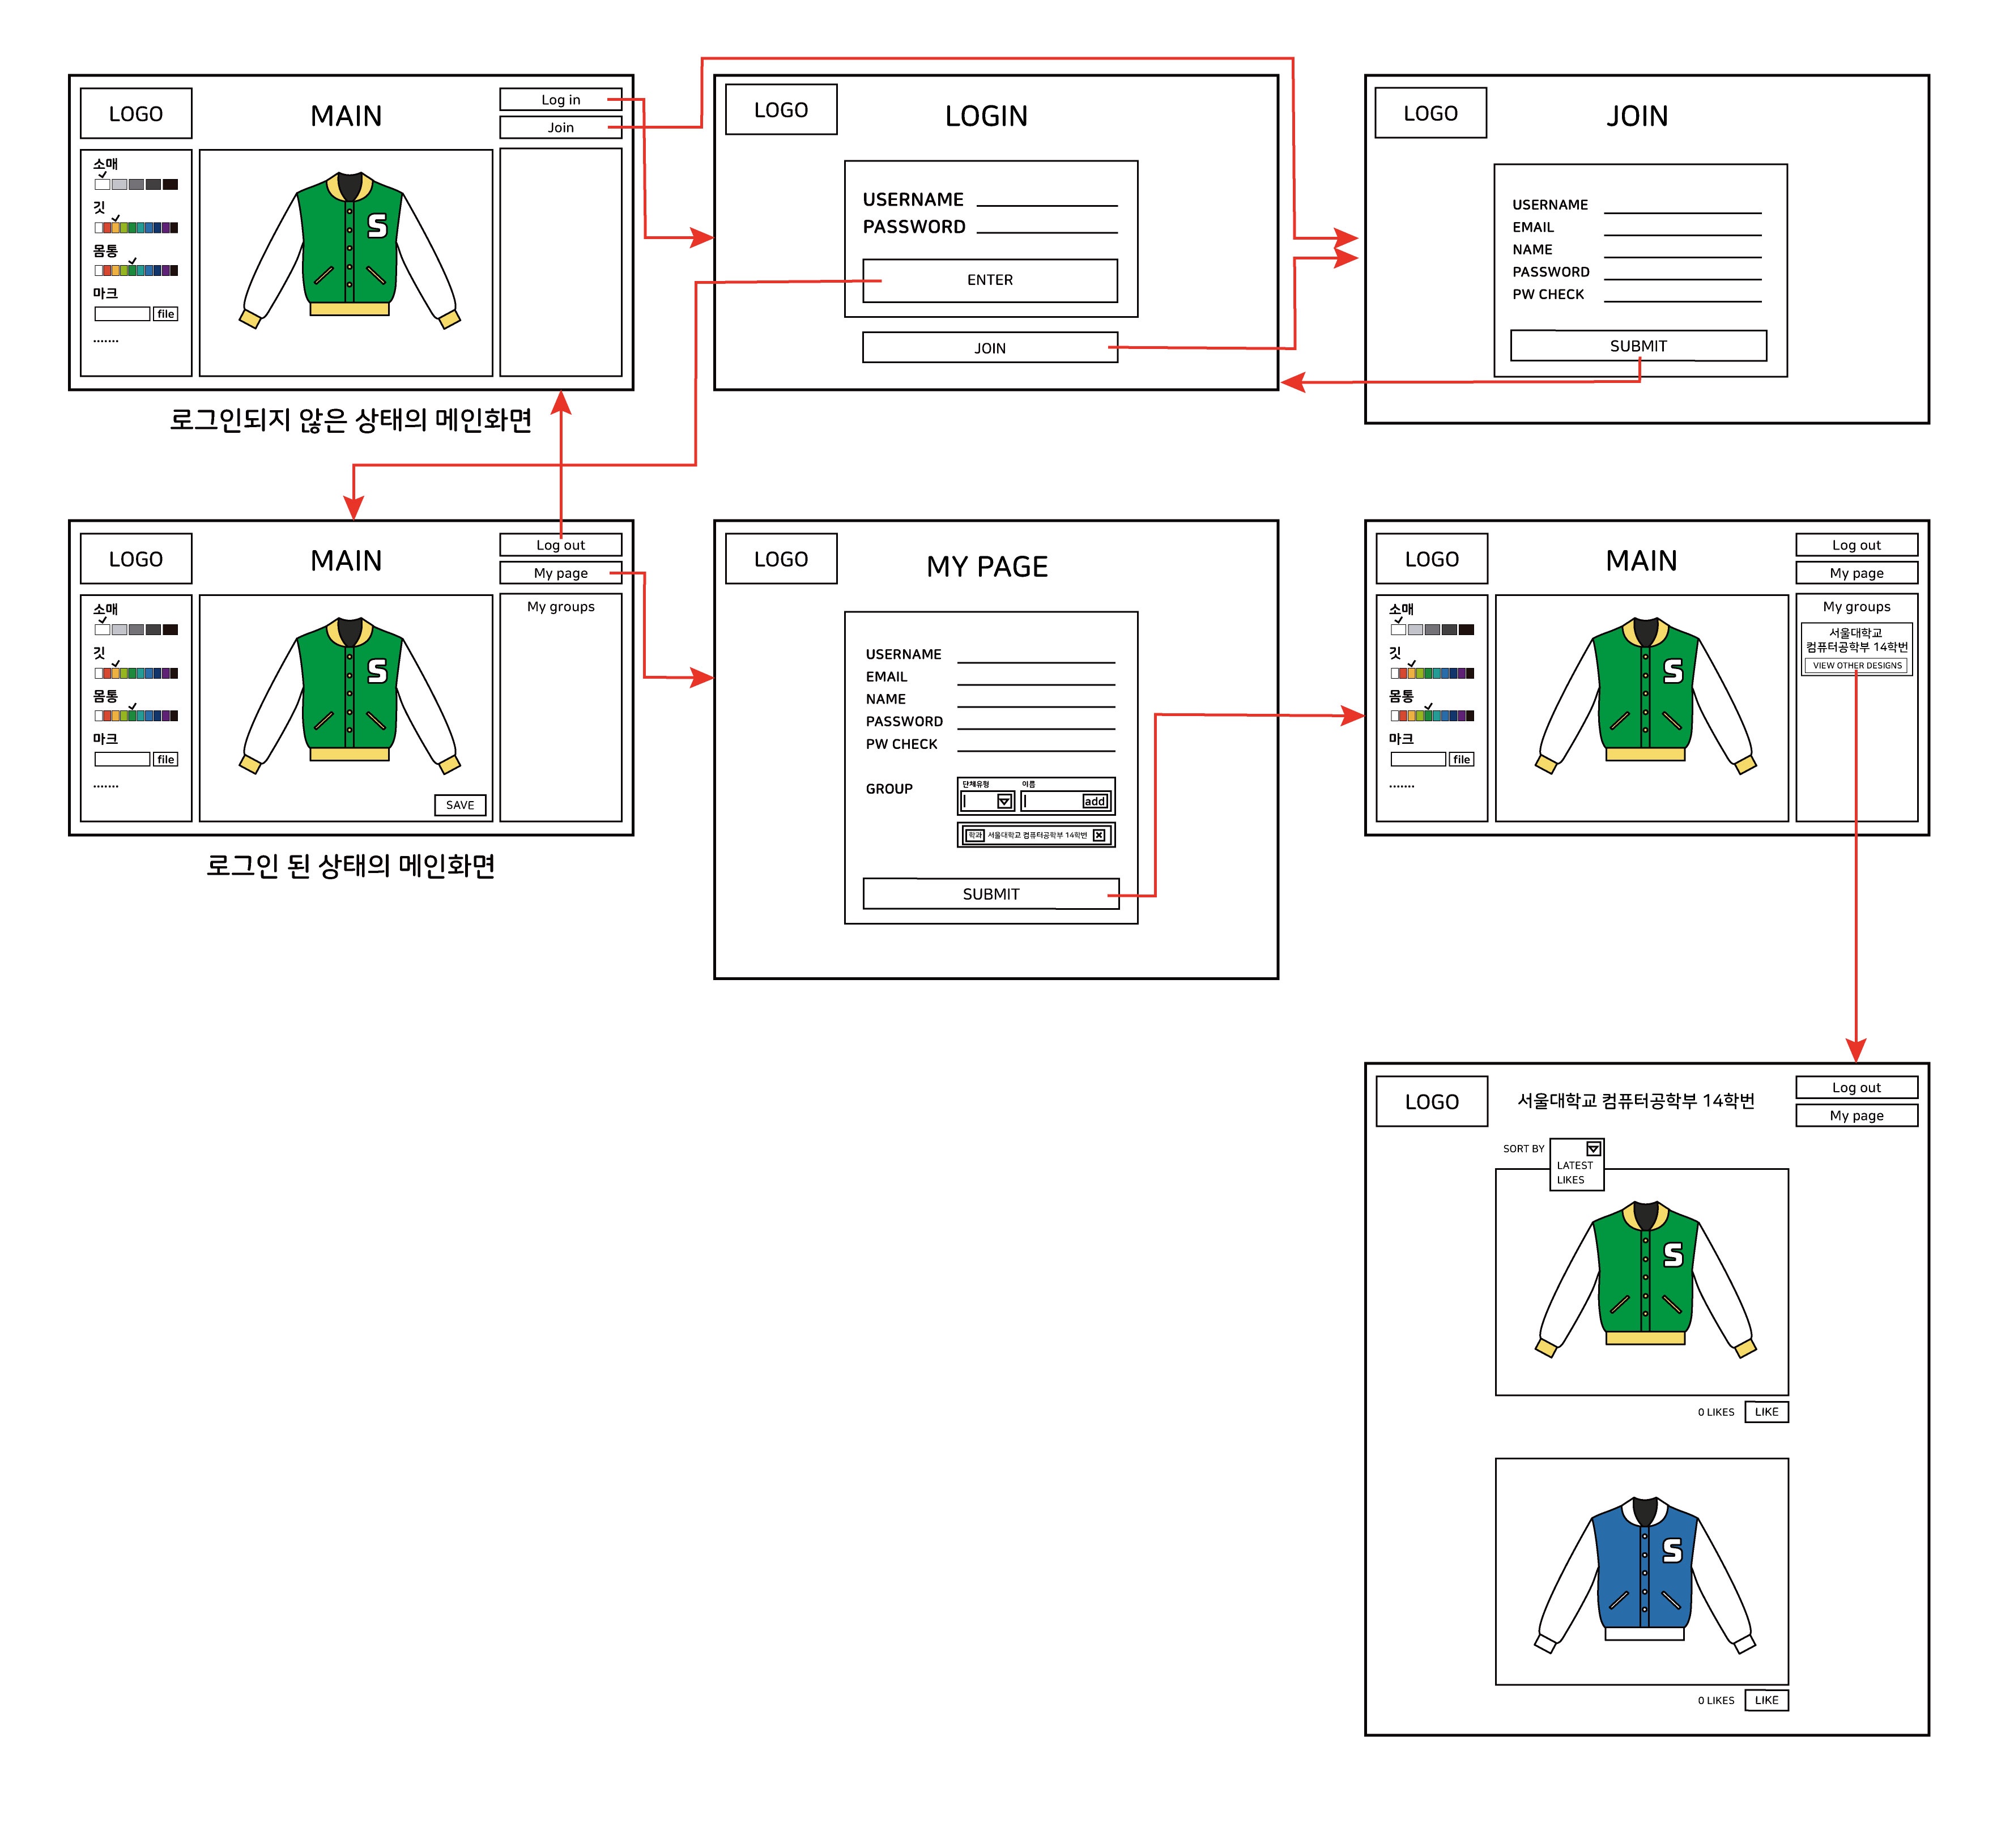 LOGO
MAIN
Log in
Join
소매
깃
몸통
마크
file
.......
S
로그인되지 않은 상태의 메인화면
LOGO
LOGIN
USERNAME
PASSWORD
ENTER
JOIN
LOGO
JOIN
USERNAME
EMAIL
NAME
PASSWORD
PW CHECK
SUBMIT
LOGO
MAIN
Log out
My page
소매
깃
몸통
마크
file
.......
S
SAVE
My groups
로그인 된 상태의 메인화면
LOGO
MY PAGE
USERNAME
EMAIL
NAME
PASSWORD
PW CHECK
GROUP
단체유형 이름
add
학과 서울대학교 컴퓨터공학부 14학번
SUBMIT
LOGO
MAIN
Log out
My page
소매
깃
몸통
마크
file
.......
S
My groups
서울대학교
컴퓨터공학부 14학번
VIEW OTHER DESIGNS
LOGO
서울대학교 컴퓨터공학부 14학번
Log out
My page
SORT BY
LATEST
LIKES
S
0 LIKES LIKE
S
0 LIKES LIKE